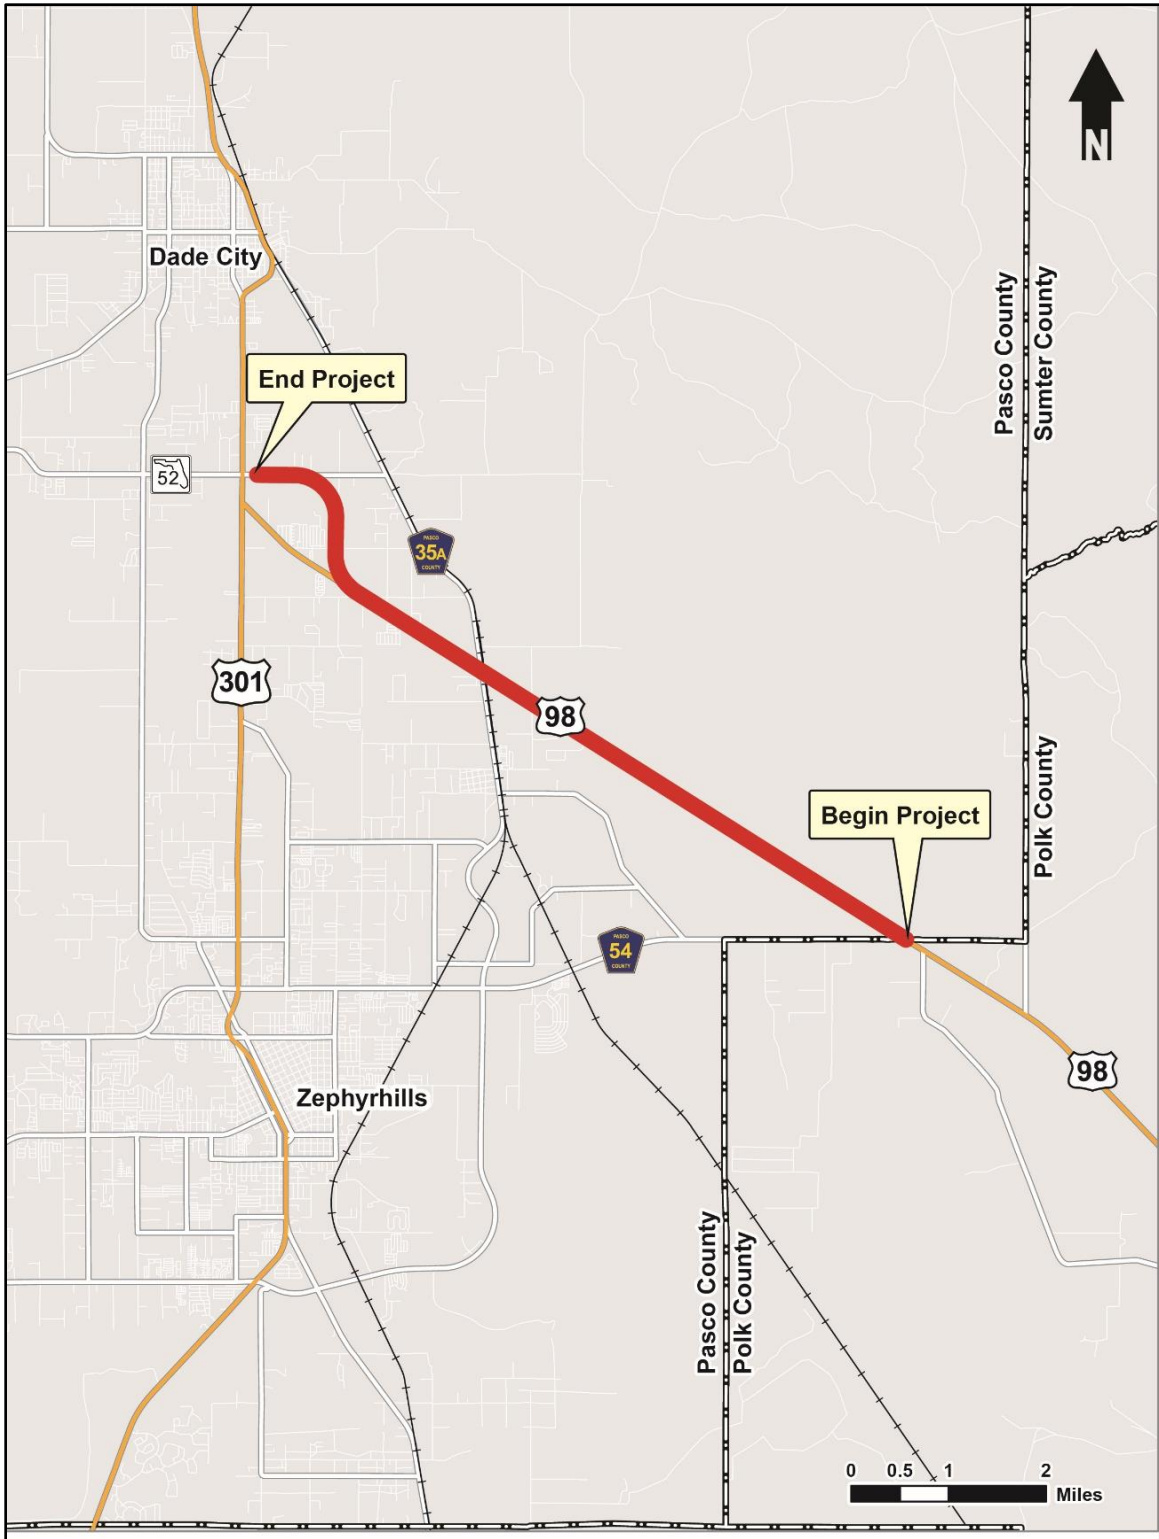 N
Dade City
Pasco County
Sumter County
End Project
52
PASCO
35A
COUNTY
301
98
Polk County
Begin Project
PASCO
54
COUNTY
98
Zephyrhills
Pasco County
Polk County
0 0.5 1 2
Miles